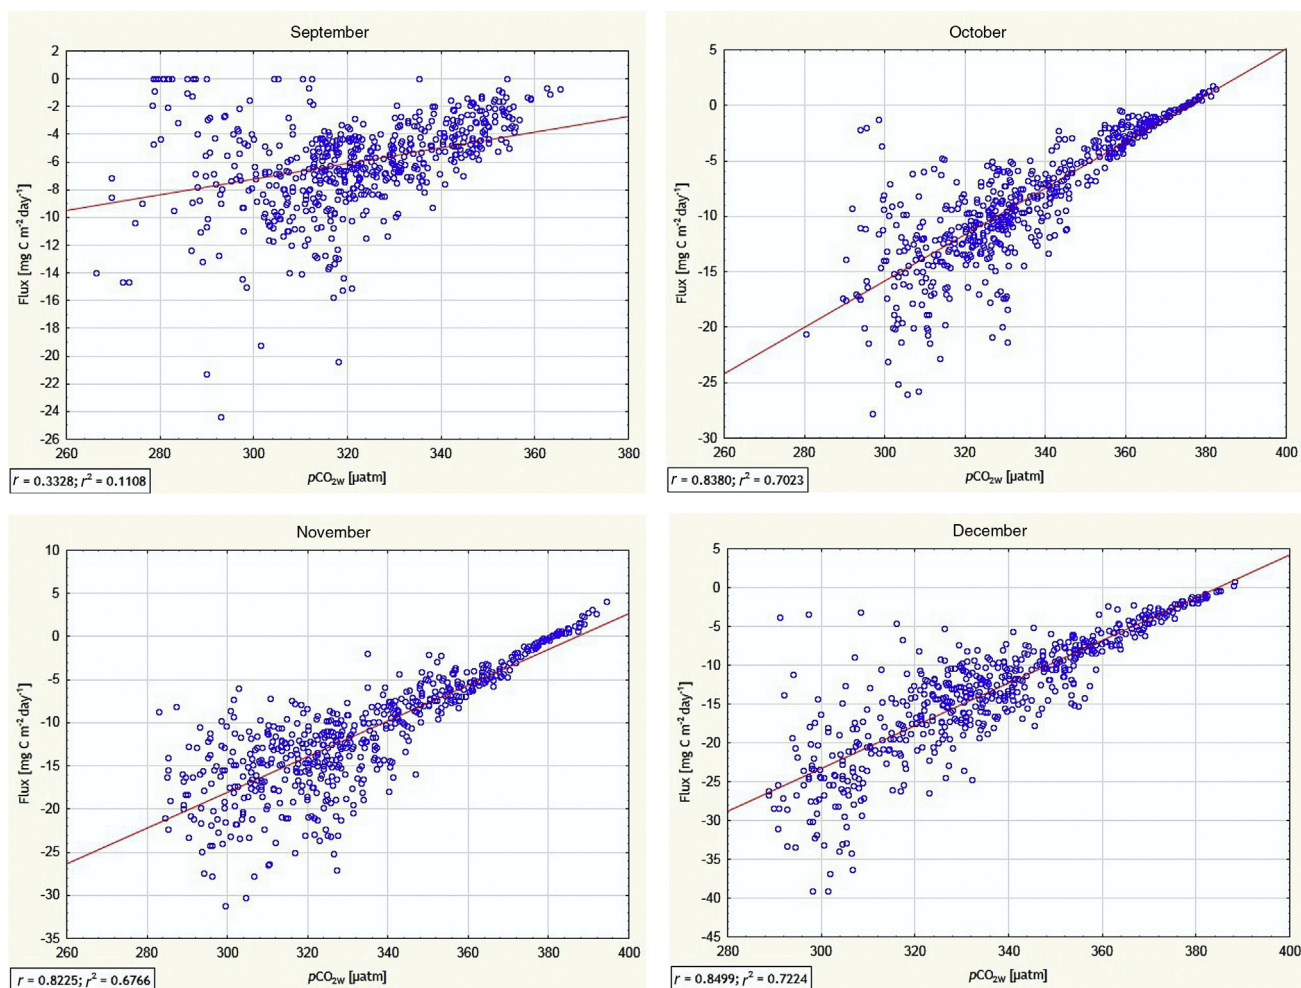 September
2
0
-2
-4
-6
-8
-10
-12
-14
-16
-18
-20
-22
-24
-26
Flux [mg C m⁻² day⁻¹]
260 280 300 320 340 360 380
pCO₂w [µatm]
r = 0.3328; r² = 0.1108
October
5
0
-5
-10
-15
-20
-25
-30
Flux [mg C m⁻² day⁻¹]
260 280 300 320 340 360 380 400
pCO₂w [µatm]
r = 0.8380; r² = 0.7023
November
10
5
0
-5
-10
-15
-20
-25
-30
-35
Flux [mg C m⁻² day⁻¹]
260 280 300 320 340 360 380 400
pCO₂w [µatm]
r = 0.8225; r² = 0.6766
December
5
0
-5
-10
-15
-20
-25
-30
-35
-40
-45
Flux [mg C m⁻² day⁻¹]
280 300 320 340 360 380 400
pCO₂w [µatm]
r = 0.8499; r² = 0.7224